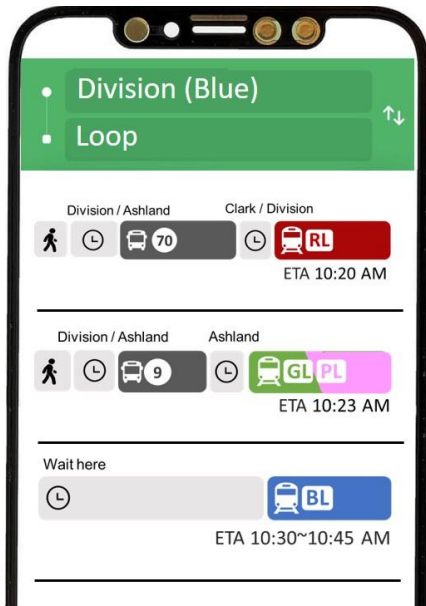 Division (Blue)
Loop
Division / Ashland Clark / Division
70 RL
ETA 10:20 AM
Division / Ashland Ashland
9 GL PL
ETA 10:23 AM
Wait here
BL
ETA 10:30~10:45 AM